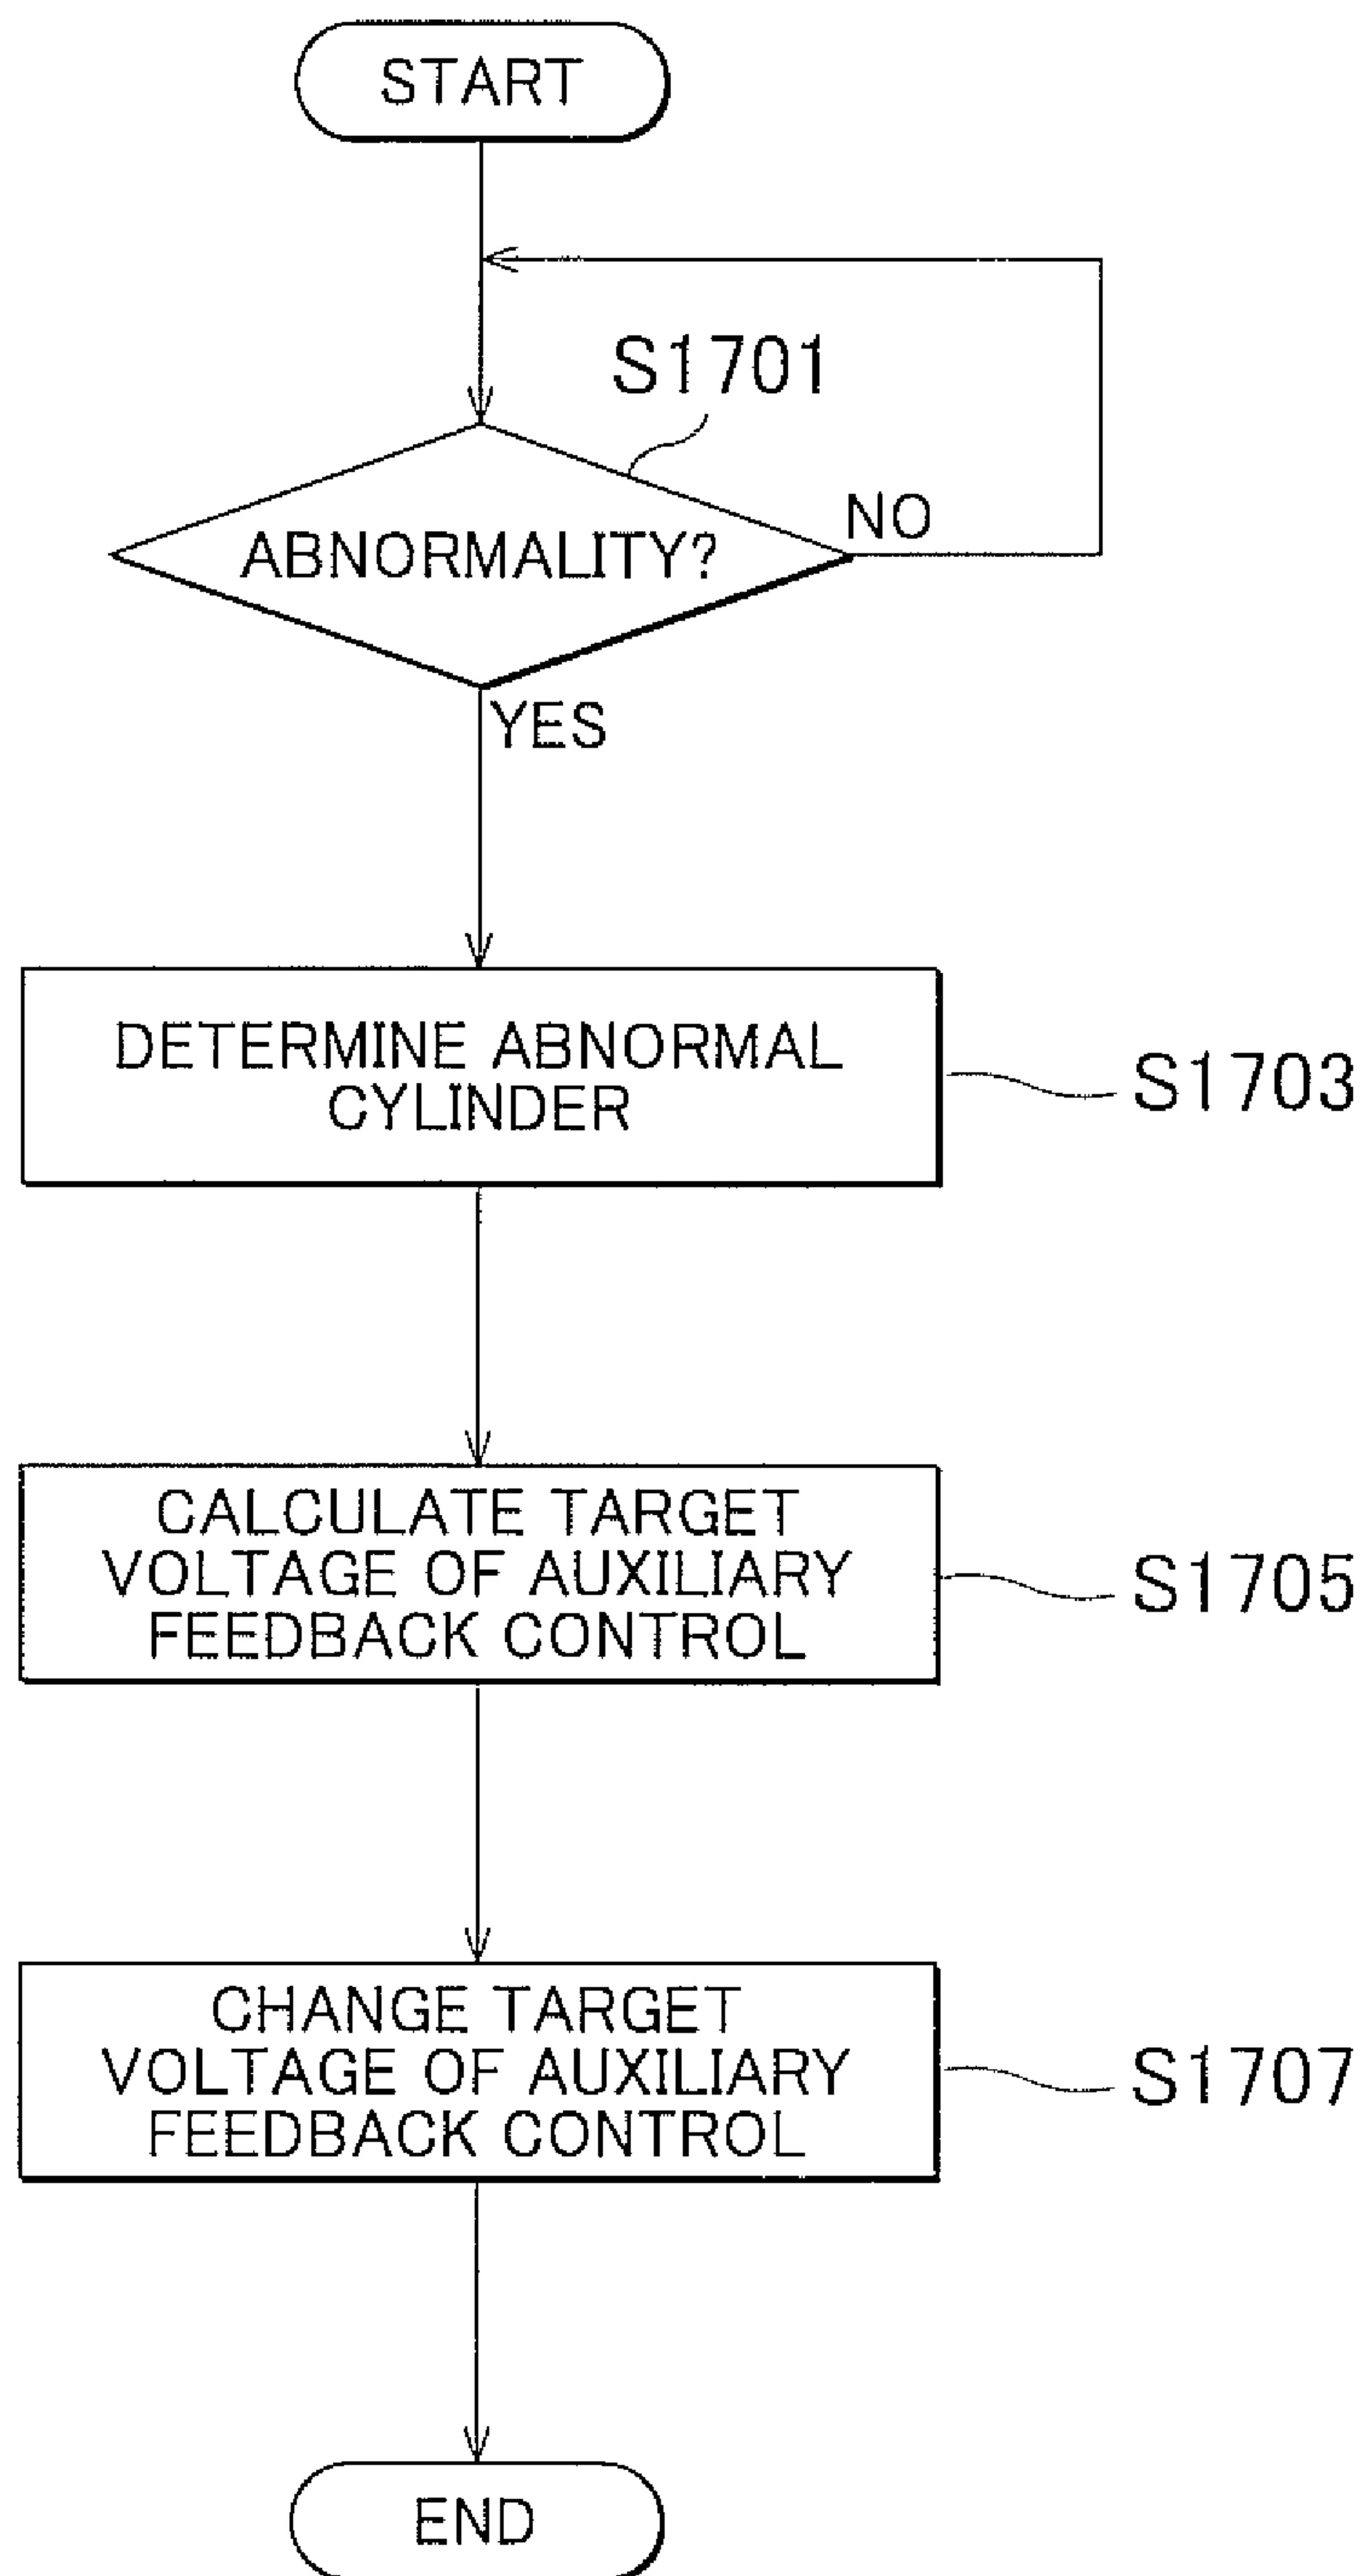 START
S1701
NO
ABNORMALITY?
YES
DETERMINE ABNORMAL
CYLINDER
S1703
CALCULATE TARGET
VOLTAGE OF AUXILIARY
FEEDBACK CONTROL
S1705
CHANGE TARGET
VOLTAGE OF AUXILIARY
FEEDBACK CONTROL
S1707
END